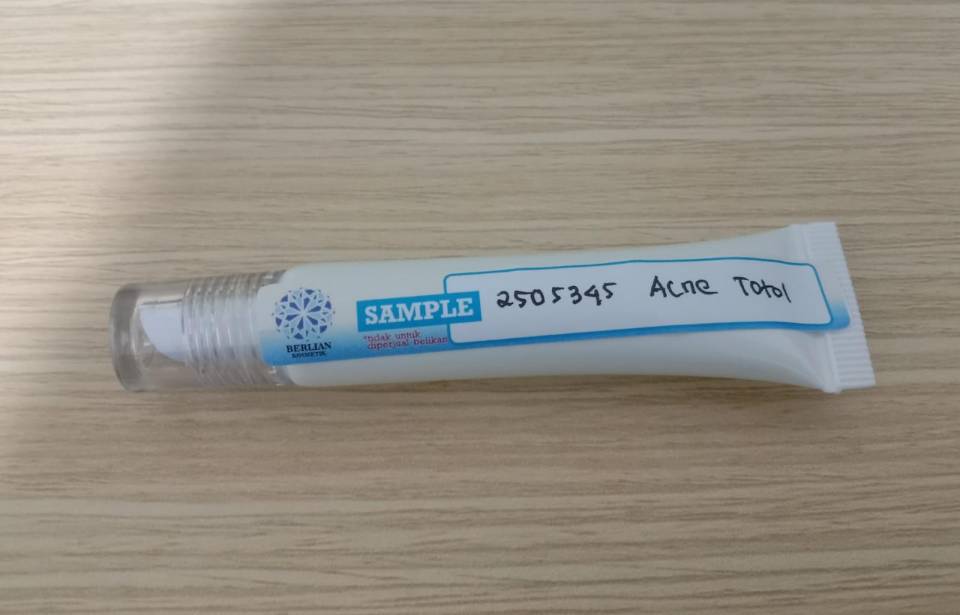 BERLIAN
KOSMETIK
SAMPLE
*tidak untuk
diperjual belikan
2505345 Acne Totol